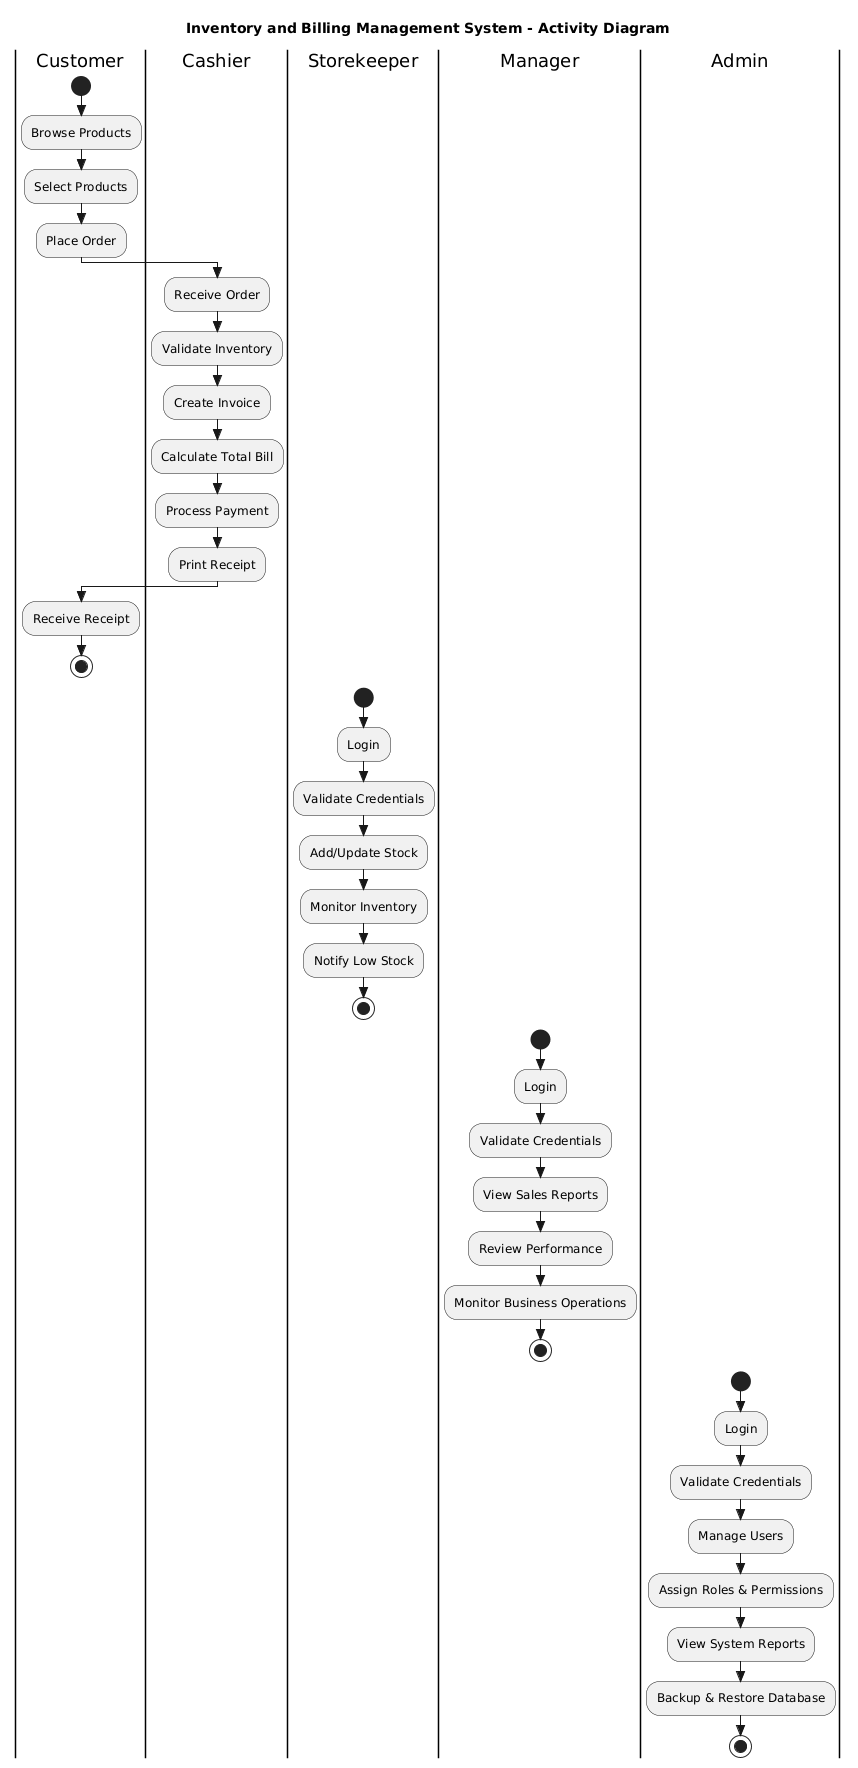 Inventory and Billing Management System - Activity Diagram
Customer
Cashier
Storekeeper
Manager
Admin
Browse Products
Select Products
Place Order
Receive Order
Validate Inventory
Create Invoice
Calculate Total Bill
Process Payment
Print Receipt
Receive Receipt
Login
Validate Credentials
Add/Update Stock
Monitor Inventory
Notify Low Stock
Login
Validate Credentials
View Sales Reports
Review Performance
Monitor Business Operations
Login
Validate Credentials
Manage Users
Assign Roles & Permissions
View System Reports
Backup & Restore Database